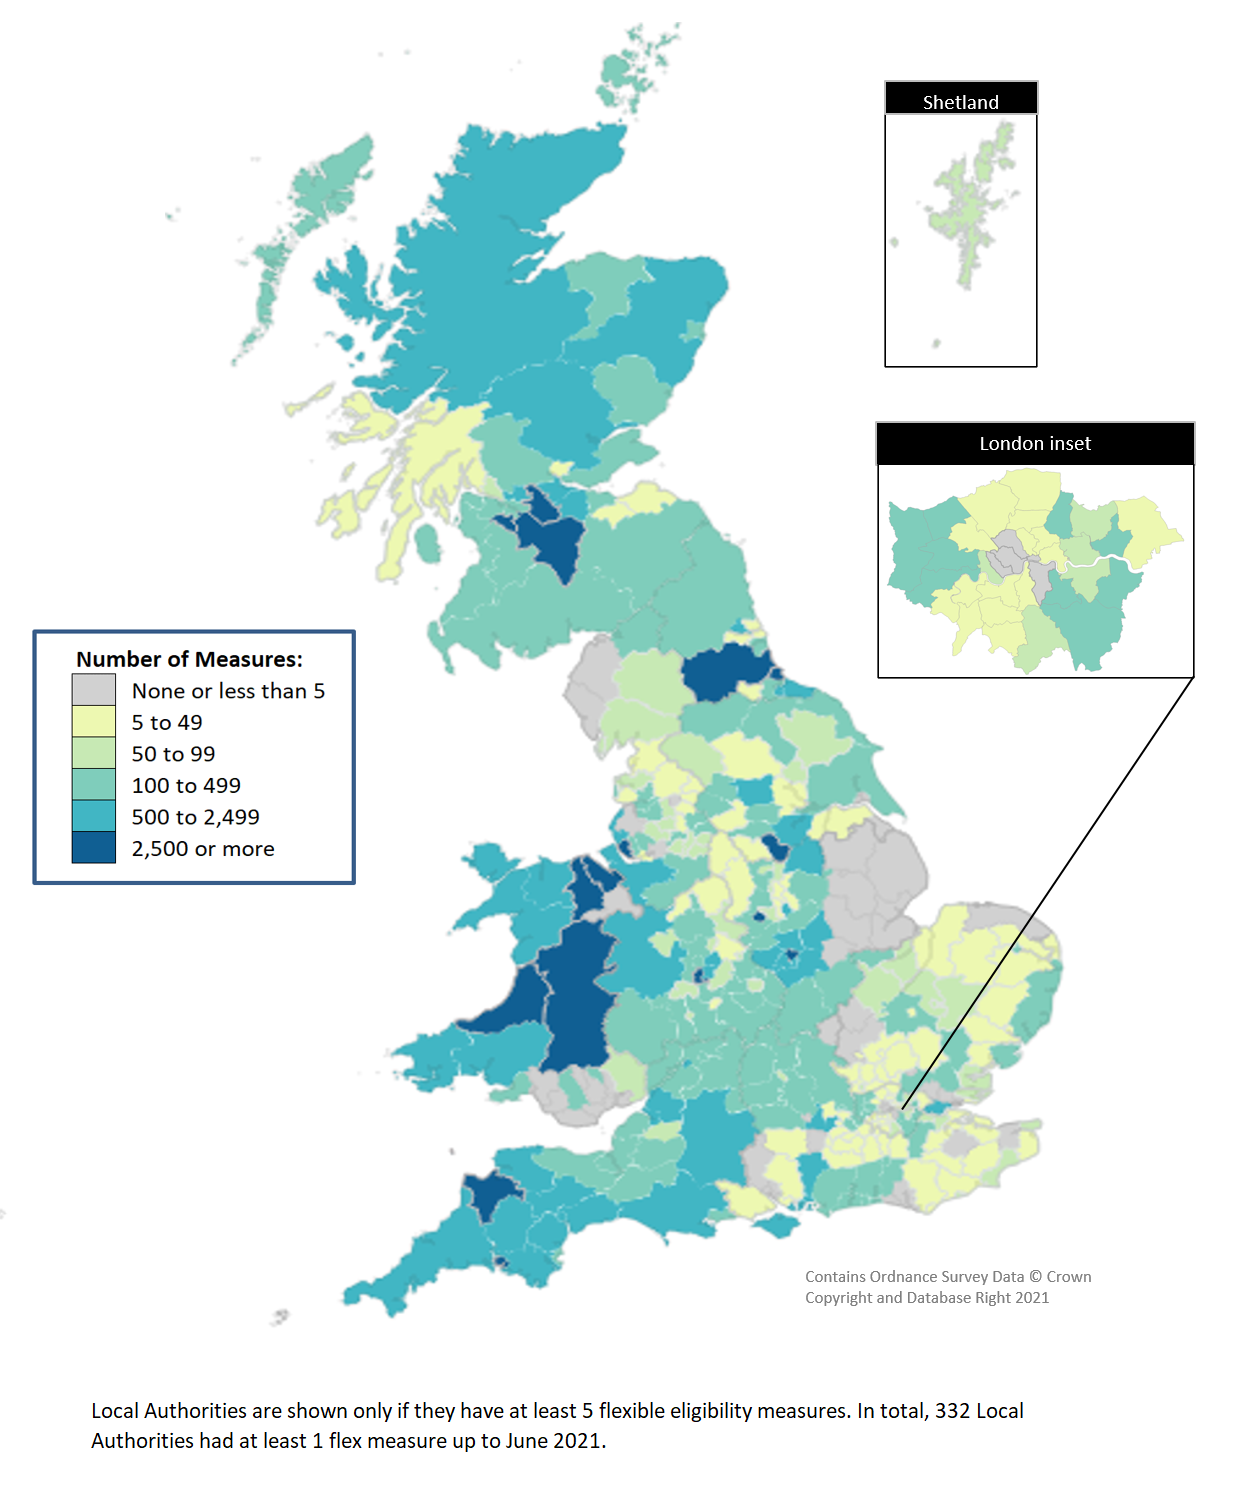 Shetland
London inset
Number of Measures:
None or less than 5
5 to 49
50 to 99
100 to 499
500 to 2,499
2,500 or more
Contains Ordnance Survey Data © Crown
Copyright and Database Right 2021
Local Authorities are shown only if they have at least 5 flexible eligibility measures. In total, 332 Local
Authorities had at least 1 flex measure up to June 2021.